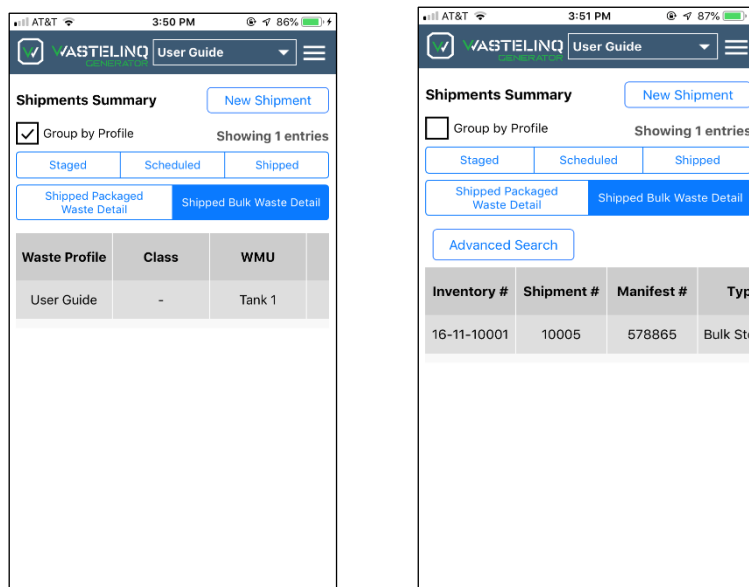 AT&T 3:50 PM 86%
WASTELINQ
GENERATOR
User Guide
Shipments Summary New Shipment
Group by Profile Showing 1 entries
Staged Scheduled Shipped
Shipped Packaged
Waste Detail
Shipped Bulk Waste Detail
Waste Profile Class WMU
User Guide - Tank 1
AT&T 3:51 PM 87%
WASTELINQ
GENERATOR
User Guide
Shipments Summary New Shipment
Group by Profile Showing 1 entries
Staged Scheduled Shipped
Shipped Packaged
Waste Detail
Shipped Bulk Waste Detail
Advanced Search
Inventory # Shipment # Manifest # Typ
16-11-10001 10005 578865 Bulk Sto